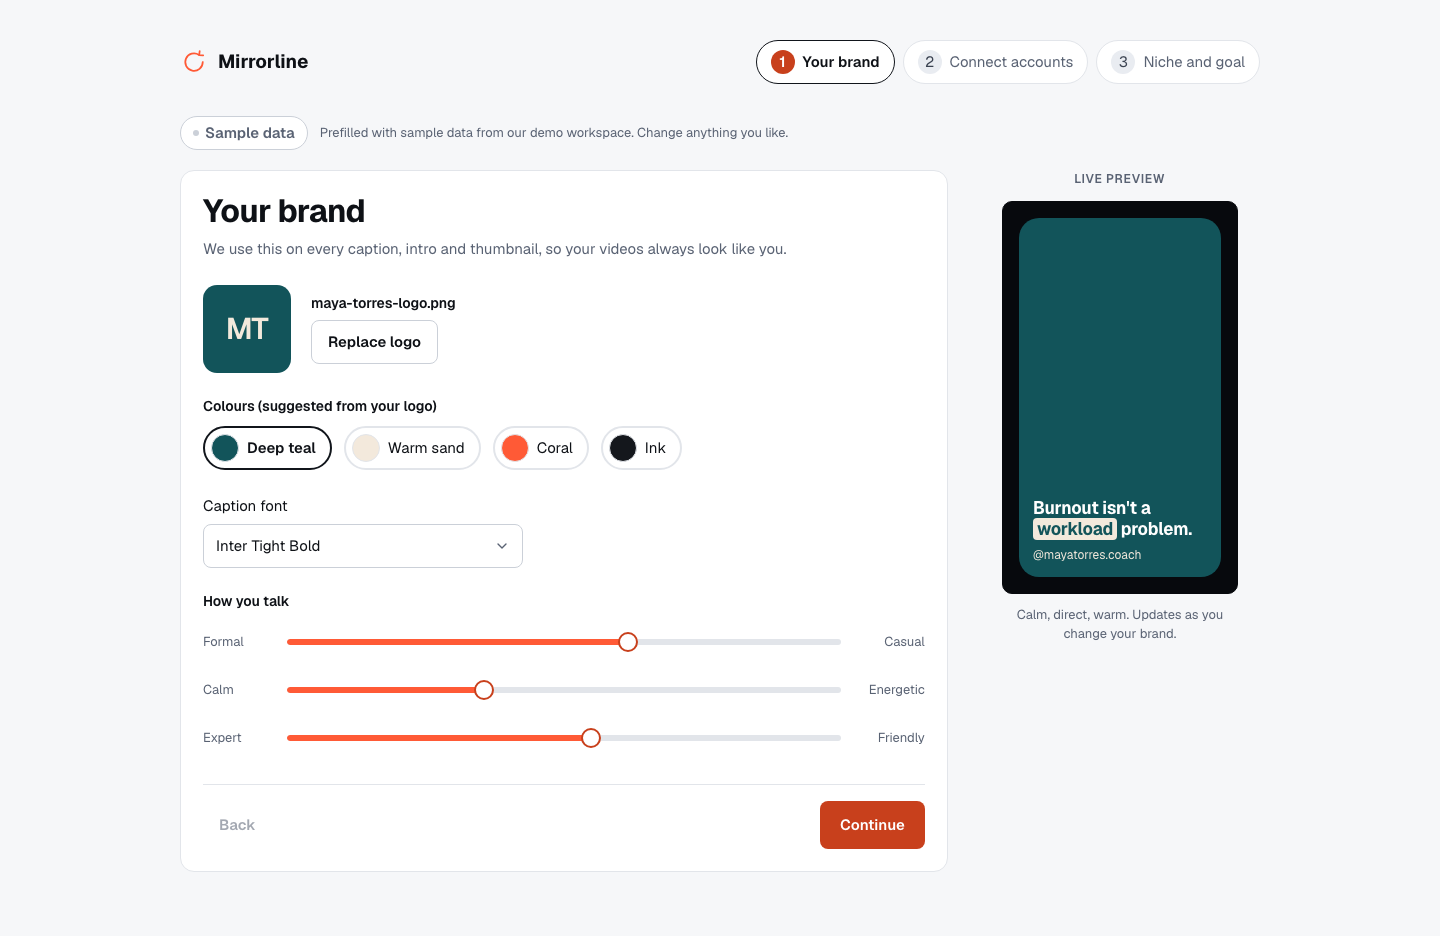 Mirrorline
1 Your brand
2 Connect accounts
3 Niche and goal
Sample data
Prefilled with sample data from our demo workspace. Change anything you like.
Your brand
We use this on every caption, intro and thumbnail, so your videos always look like you.
MT
maya-torres-logo.png
Replace logo
Colours (suggested from your logo)
Deep teal
Warm sand
Coral
Ink
Caption font
Inter Tight Bold
How you talk
Formal
Casual
Calm
Energetic
Expert
Friendly
Back
Continue
LIVE PREVIEW
Burnout isn't a
workload problem.
@mayatorres.coach
Calm, direct, warm. Updates as you
change your brand.